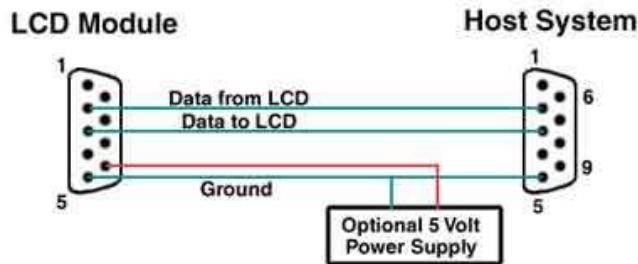 LCD Module
Host System
1
1
6
Data from LCD
Data to LCD
9
5
Ground
5
Optional 5 Volt
Power Supply